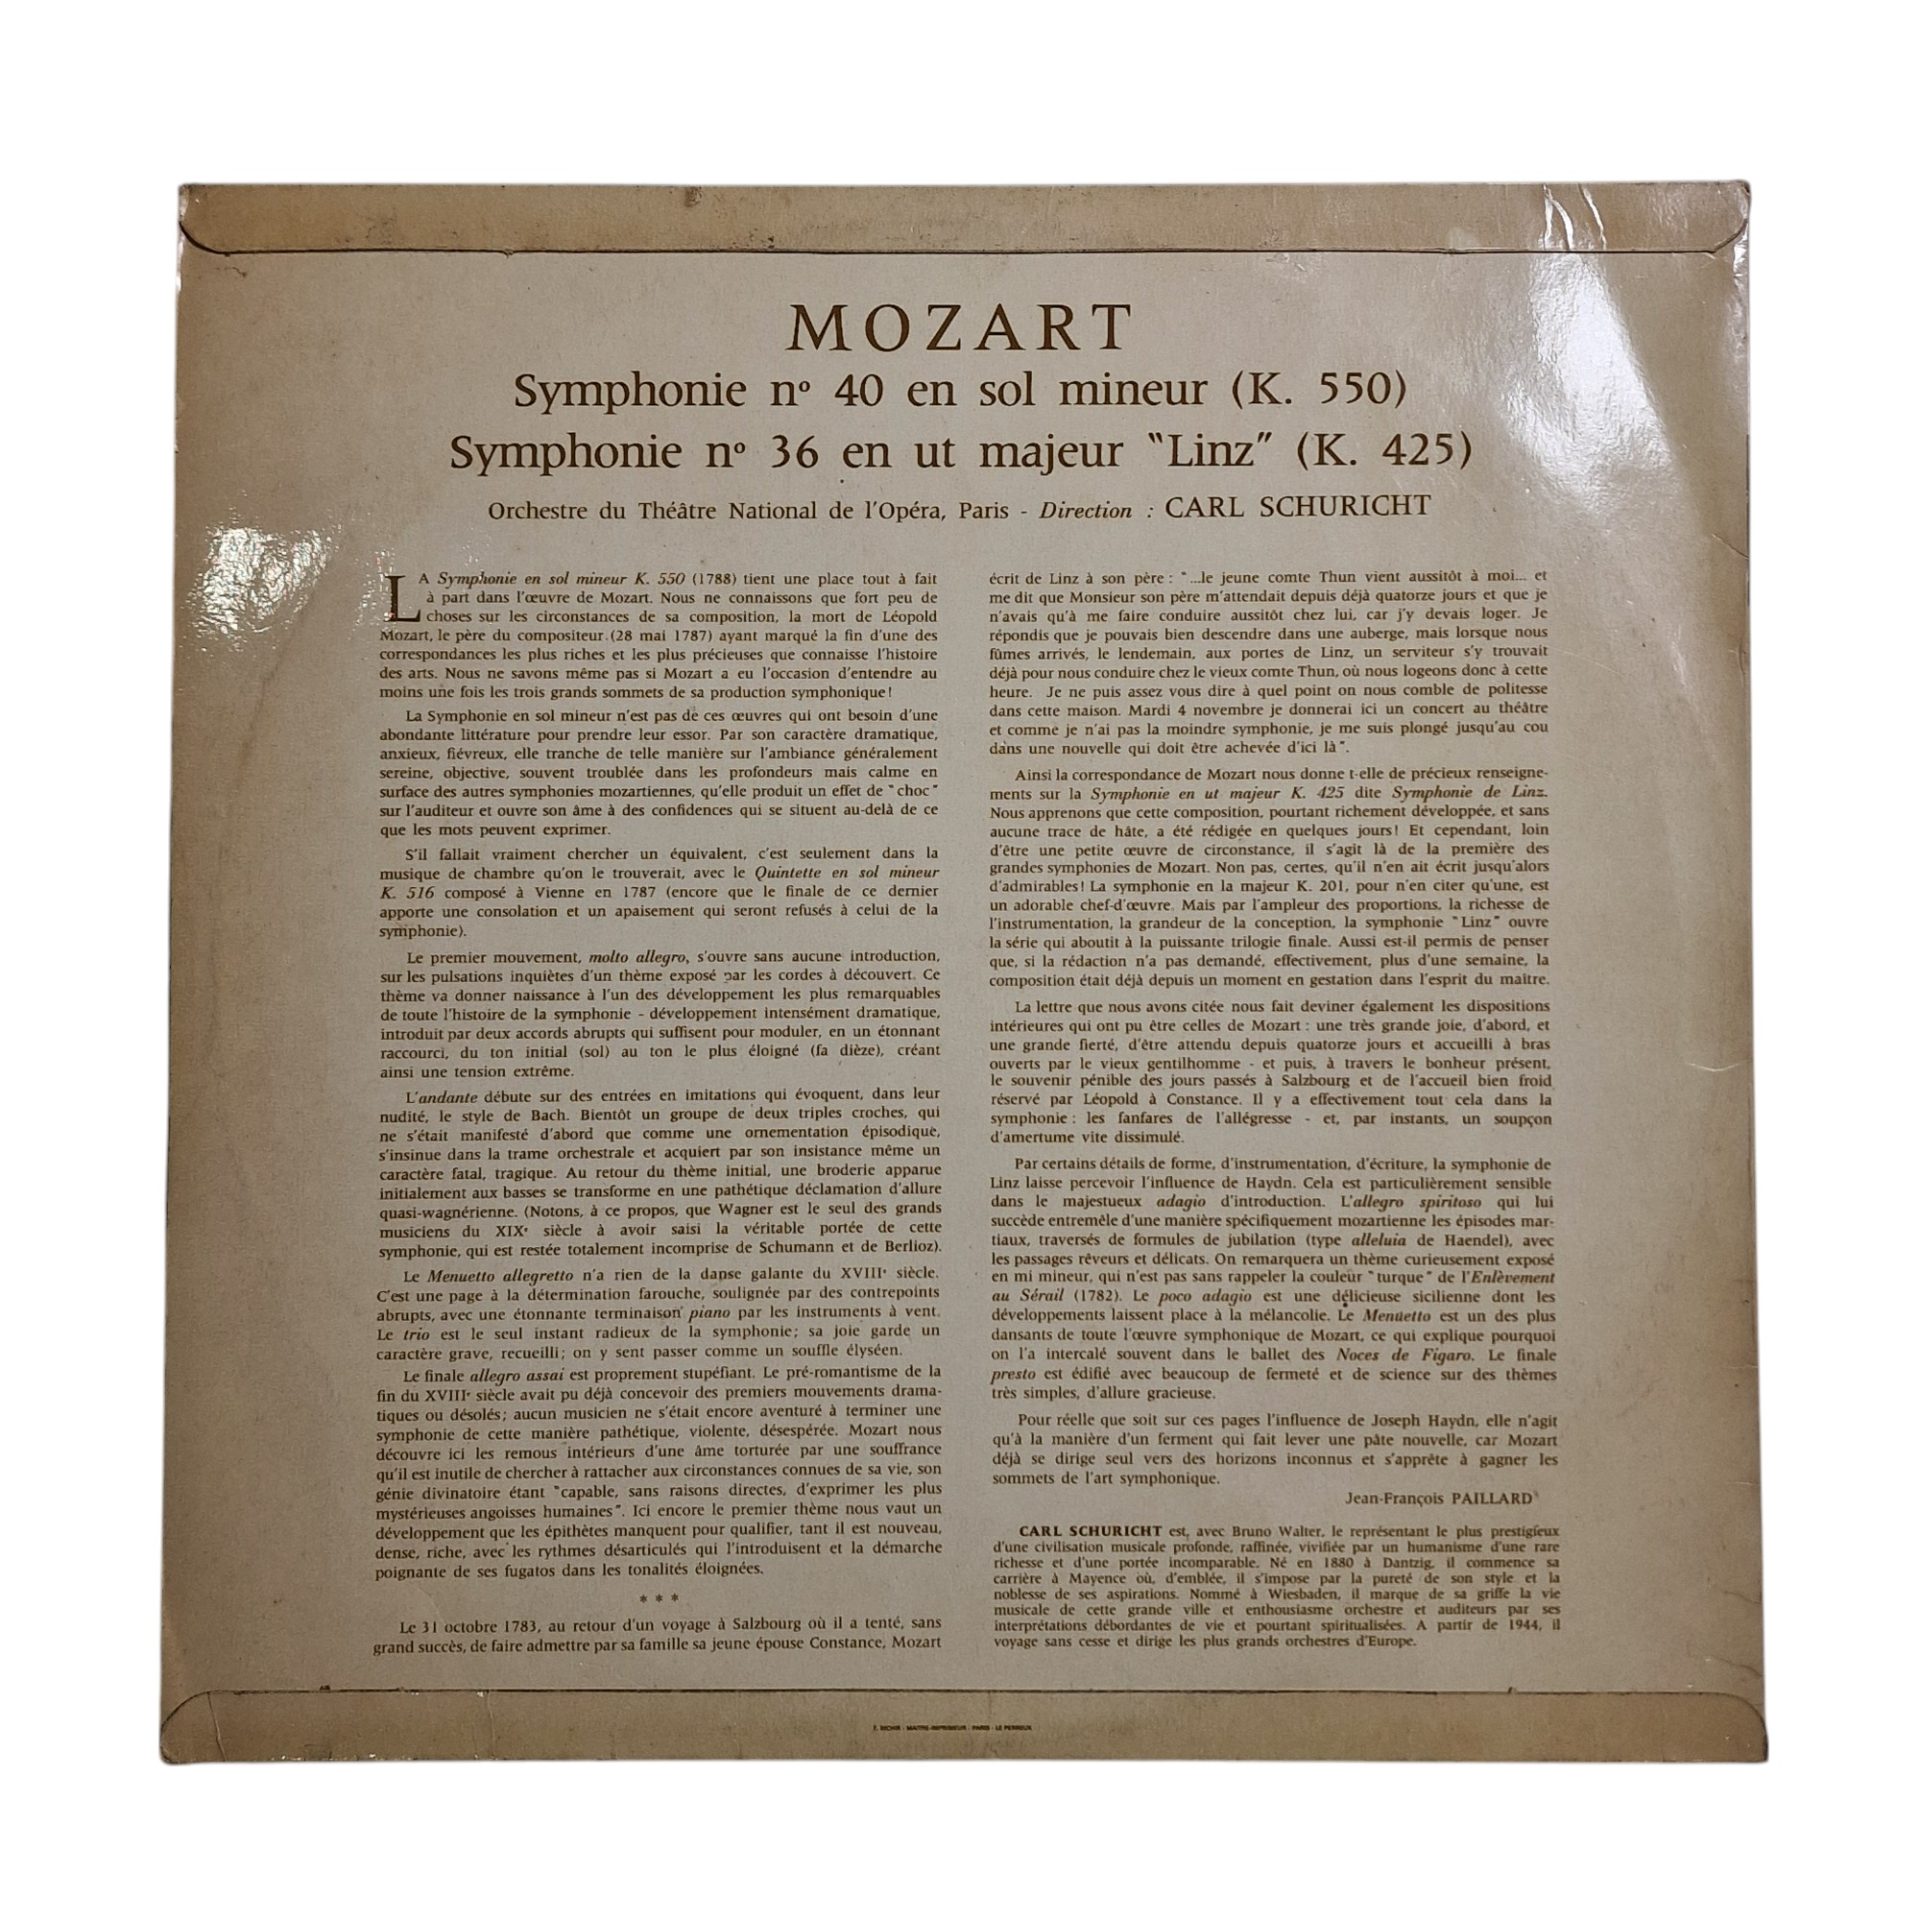 MOZART
Symphonie nº 40 en sol mineur (K. 550)
Symphonie nº 36 en ut majeur "Linz" (K. 425)
Orchestre du Théâtre National de l'Opéra, Paris - Direction : CARL SCHURICHT
LA Symphonie en sol mineur K. 550 (1788) tient une place tout à fait
à part dans l'œuvre de Mozart. Nous ne connaissons que fort peu de
choses sur les circonstances de sa composition, la mort de Léopold
Mozart, le père du compositeur (28 mai 1787) ayant marqué la fin d'une des
correspondances les plus riches et les plus précieuses que connaisse l'histoire
des arts. Nous ne savons même pas si Mozart a eu l'occasion d'entendre au
moins une fois les trois grands sommets de sa production symphonique!
La Symphonie en sol mineur n'est pas de ces œuvres qui ont besoin d'une
abondante littérature pour prendre leur essor. Par son caractère dramatique,
anxieux, fiévreux, elle tranche de telle manière sur l'ambiance généralement
sereine, objective, souvent troublée dans les profondeurs mais calme en
surface des autres symphonies mozartiennes, qu'elle produit un effet de "choc"
sur l'auditeur et ouvre son âme à des confidences qui se situent au-delà de ce
que les mots peuvent exprimer.
S'il fallait vraiment chercher un équivalent, c'est seulement dans la
musique de chambre qu'on le trouverait, avec le Quintette en sol mineur
K. 516 composé à Vienne en 1787 (encore que le finale de ce dernier
apporte une consolation et un apaisement qui seront refusés à celui de la
symphonie).
Le premier mouvement, molto allegro, s'ouvre sans aucune introduction,
sur les pulsations inquiètes d'un thème exposé par les cordes à découvert. Ce
thème va donner naissance à l'un des développement les plus remarquables
de toute l'histoire de la symphonie - développement intensément dramatique,
introduit par deux accords abrupts qui suffisent pour moduler, en un étonnant
raccourci, du ton initial (sol) au ton le plus éloigné (fa dièze), créant
ainsi une tension extrême.
L'andante débute sur des entrées en imitations qui évoquent, dans leur
nudité, le style de Bach. Bientôt un groupe de deux triples croches, qui
ne s'était manifesté d'abord que comme une ornementation épisodique,
s'insinue dans la trame orchestrale et acquiert par son insistance même un
caractère fatal, tragique. Au retour du thème initial, une broderie apparue
initialement aux basses se transforme en une pathétique déclamation d'allure
quasi-wagnérienne. (Notons, à ce propos, que Wagner est le seul des grands
musiciens du XIXe siècle à avoir saisi la véritable portée de cette
symphonie, qui est restée totalement incomprise de Schumann et de Berlioz).
Le Menuetto allegretto n'a rien de la danse galante du XVIIIe siècle.
C'est une page à la détermination farouche, soulignée par des contrepoints
abrupts, avec une étonnante terminaison piano par les instruments à vent.
Le trio est le seul instant radieux de la symphonie; sa joie garde un
caractère grave, recueilli; on y sent passer comme un souffle élyséen.
Le finale allegro assai est proprement stupéfiant. Le pré-romantisme de la
fin du XVIIIe siècle avait pu déjà concevoir des premiers mouvements drama-
tiques ou désolés; aucun musicien ne s'était encore aventuré à terminer une
symphonie de cette manière pathétique, violente, désespérée. Mozart nous
découvre ici les remous intérieurs d'une âme torturée par une souffrance
qu'il est inutile de chercher à rattacher aux circonstances connues de sa vie, son
génie divinatoire étant "capable, sans raisons directes, d'exprimer les plus
mystérieuses angoisses humaines". Ici encore le premier thème nous vaut un
développement que les épithètes manquent pour qualifier, tant il est nouveau,
dense, riche, avec les rythmes désarticulés qui l'introduisent et la démarche
poignante de ses fugatos dans les tonalités éloignées.
* * *
Le 31 octobre 1783, au retour d'un voyage à Salzbourg où il a tenté, sans
grand succès, de faire admettre par sa famille sa jeune épouse Constance, Mozart
écrit de Linz à son père : "...le jeune comte Thun vient aussitôt à moi... et
me dit que Monsieur son père m'attendait depuis déjà quatorze jours et que je
n'avais qu'à me faire conduire aussitôt chez lui, car j'y devais loger. Je
répondis que je pouvais bien descendre dans une auberge, mais lorsque nous
fûmes arrivés, le lendemain, aux portes de Linz, un serviteur s'y trouvait
déjà pour nous conduire chez le vieux comte Thun, où nous logeons donc à cette
heure. Je ne puis assez vous dire à quel point on nous comble de politesse
dans cette maison. Mardi 4 novembre je donnerai ici un concert au théâtre
et comme je n'ai pas la moindre symphonie, je me suis plongé jusqu'au cou
dans une nouvelle qui doit être achevée d'ici là".
Ainsi la correspondance de Mozart nous donne t-elle de précieux renseigne-
ments sur la Symphonie en ut majeur K. 425 dite Symphonie de Linz.
Nous apprenons que cette composition, pourtant richement développée, et sans
aucune trace de hâte, a été rédigée en quelques jours! Et cependant, loin
d'être une petite œuvre de circonstance, il s'agit là de la première des
grandes symphonies de Mozart. Non pas, certes, qu'il n'en ait écrit jusqu'alors
d'admirables! La symphonie en la majeur K. 201, pour n'en citer qu'une, est
un adorable chef-d'œuvre. Mais par l'ampleur des proportions, la richesse de
l'instrumentation, la grandeur de la conception, la symphonie "Linz" ouvre
la série qui aboutit à la puissante trilogie finale. Aussi est-il permis de penser
que, si la rédaction n'a pas demandé, effectivement, plus d'une semaine, la
composition était déjà depuis un moment en gestation dans l'esprit du maître.
La lettre que nous avons citée nous fait deviner également les dispositions
intérieures qui ont pu être celles de Mozart : une très grande joie, d'abord, et
une grande fierté, d'être attendu depuis quatorze jours et accueilli à bras
ouverts par le vieux gentilhomme - et puis, à travers le bonheur présent,
le souvenir pénible des jours passés à Salzbourg et de l'accueil bien froid
réservé par Léopold à Constance. Il y a effectivement tout cela dans la
symphonie : les fanfares de l'allégresse - et, par instants, un soupçon
d'amertume vite dissimulé.
Par certains détails de forme, d'instrumentation, d'écriture, la symphonie de
Linz laisse percevoir l'influence de Haydn. Cela est particulièrement sensible
dans le majestueux adagio d'introduction. L'allegro spiritoso qui lui
succède entremêle d'une manière spécifiquement mozartienne les épisodes mar-
tiaux, traversés de formules de jubilation (type alleluia de Haendel), avec
les passages rêveurs et délicats. On remarquera un thème curieusement exposé
en mi mineur, qui n'est pas sans rappeler la couleur "turque" de l'Enlèvement
au Sérail (1782). Le poco adagio est une délicieuse sicilienne dont les
développements laissent place à la mélancolie. Le Menuetto est un des plus
dansants de toute l'œuvre symphonique de Mozart, ce qui explique pourquoi
on l'a intercalé souvent dans le ballet des Noces de Figaro. Le finale
presto est édifié avec beaucoup de fermeté et de science sur des thèmes
très simples, d'allure gracieuse.
Pour réelle que soit sur ces pages l'influence de Joseph Haydn, elle n'agit
qu'à la manière d'un ferment qui fait lever une pâte nouvelle, car Mozart
déjà se dirige seul vers des horizons inconnus et s'apprête à gagner les
sommets de l'art symphonique.
Jean-François PAILLARD
CARL SCHURICHT est, avec Bruno Walter, le représentant le plus prestigieux
d'une civilisation musicale profonde, raffinée, vivifiée par un humanisme d'une rare
richesse et d'une portée incomparable. Né en 1880 à Dantzig, il commence sa
carrière à Mayence où, d'emblée, il s'impose par la pureté de son style et la
noblesse de ses aspirations. Nommé à Wiesbaden, il marque de sa griffe la vie
musicale de cette grande ville et enthousiasme orchestre et auditeurs par ses
interprétations débordantes de vie et pourtant spiritualisées. A partir de 1944, il
voyage sans cesse et dirige les plus grands orchestres d'Europe.
MAITRE-IMPRIMEUR - PARIS - LE PERREUX